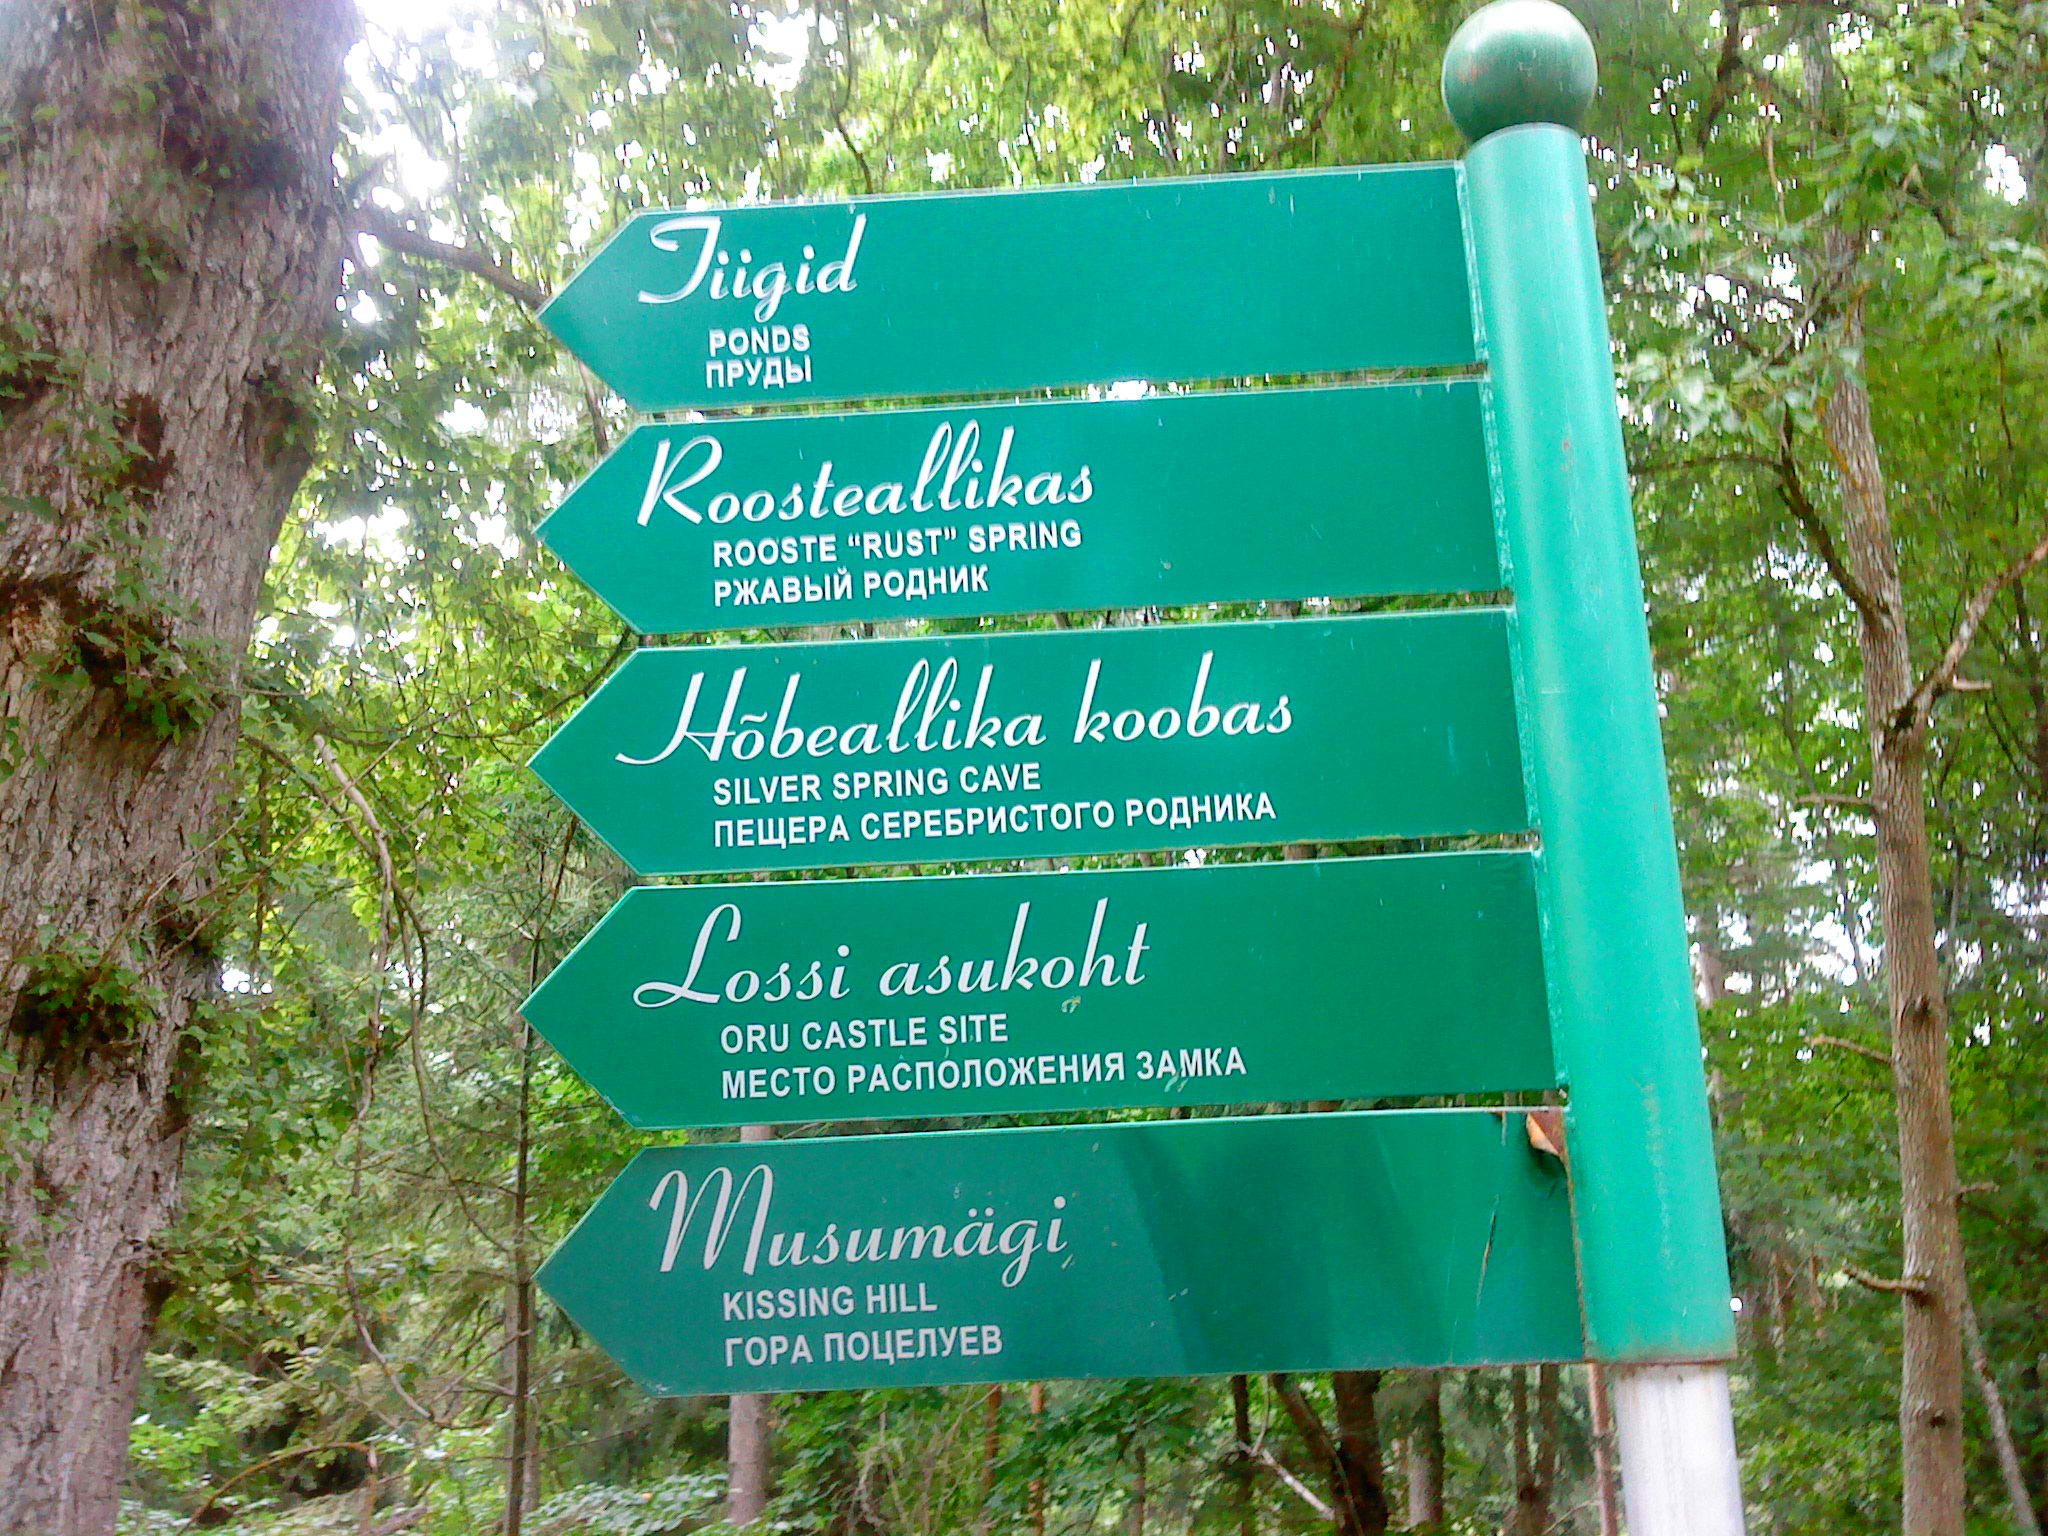 Tiigid
PONDS
ПРУДЫ
Roosteallikas
ROOSTE “RUST” SPRING
РЖАВЫЙ РОДНИК
Hõbeallika koobas
SILVER SPRING CAVE
ПЕЩЕРА СЕРЕБРИСТОГО РОДНИКА
Lossi asukoht
ORU CASTLE SITE
МЕСТО РАСПОЛОЖЕНИЯ ЗАМКА
Musumägi
KISSING HILL
ГОРА ПОЦЕЛУЕВ